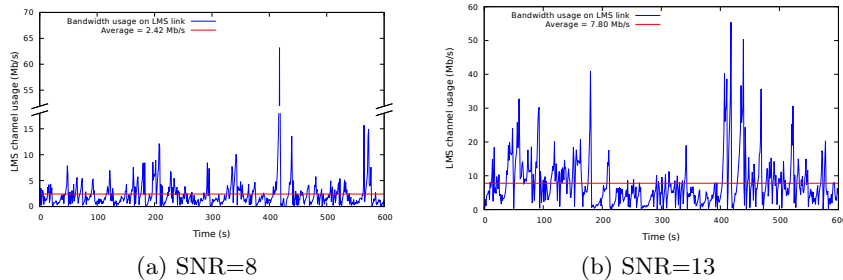 Bandwidth usage on LMS link
Average = 2.42 Mb/s
LMS channel usage (Mb/s)
70
65
60
55
15
10
5
0
0 100 200 300 400 500 600
Time (s)
(a) SNR=8
Bandwidth usage on LMS link
Average = 7.80 Mb/s
LMS channel usage (Mb/s)
60
50
40
30
20
10
0
0 100 200 300 400 500 600
Time (s)
(b) SNR=13